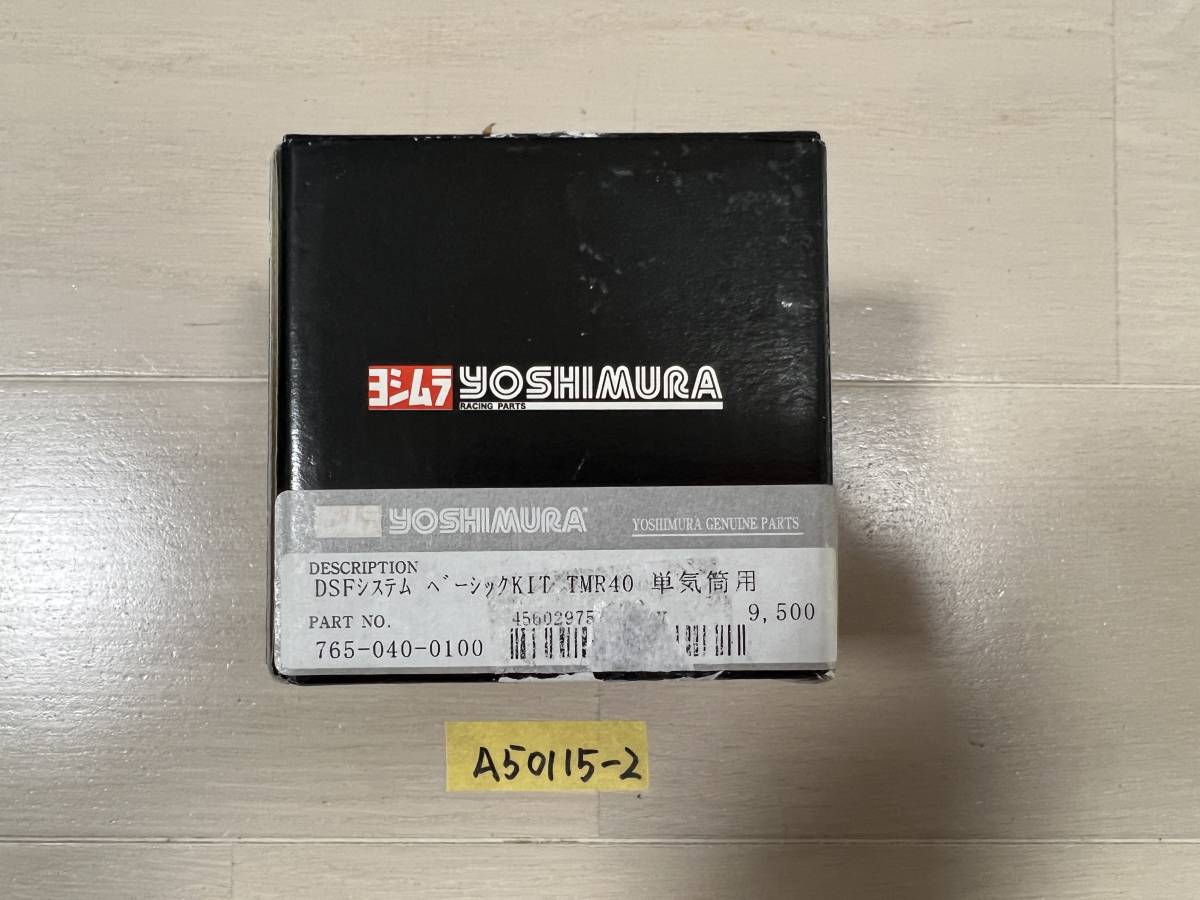 ヨシムラ YOSHIMURA
RACING PARTS
YOSHIMURA YOSHIMURA GENUINE PARTS
DESCRIPTION
DSFシステム ベーシックKIT TMR40 単気筒用
PART NO. 45602975 9,500
765-040-0100
A50115-2